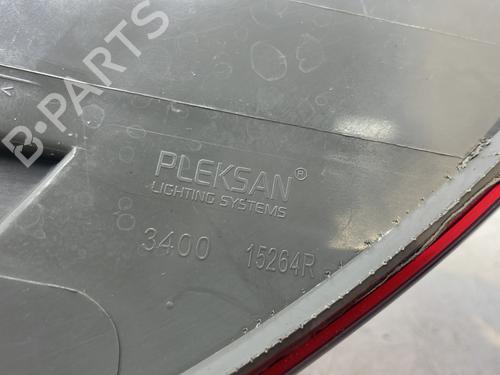 B-PARTS
PLEKSAN®
LIGHTING SYSTEMS
3400 15264R